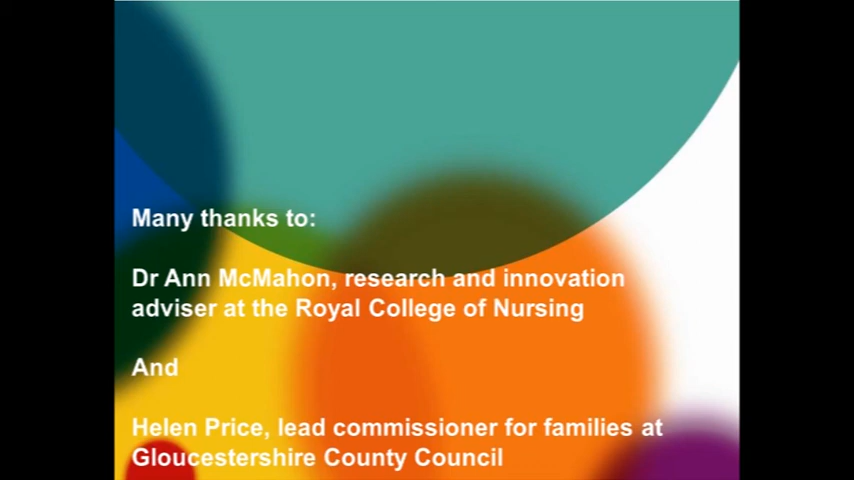 Many thanks to:
Dr Ann McMahon, research and innovation
adviser at the Royal College of Nursing
And
Helen Price, lead commissioner for families at
Gloucestershire County Council